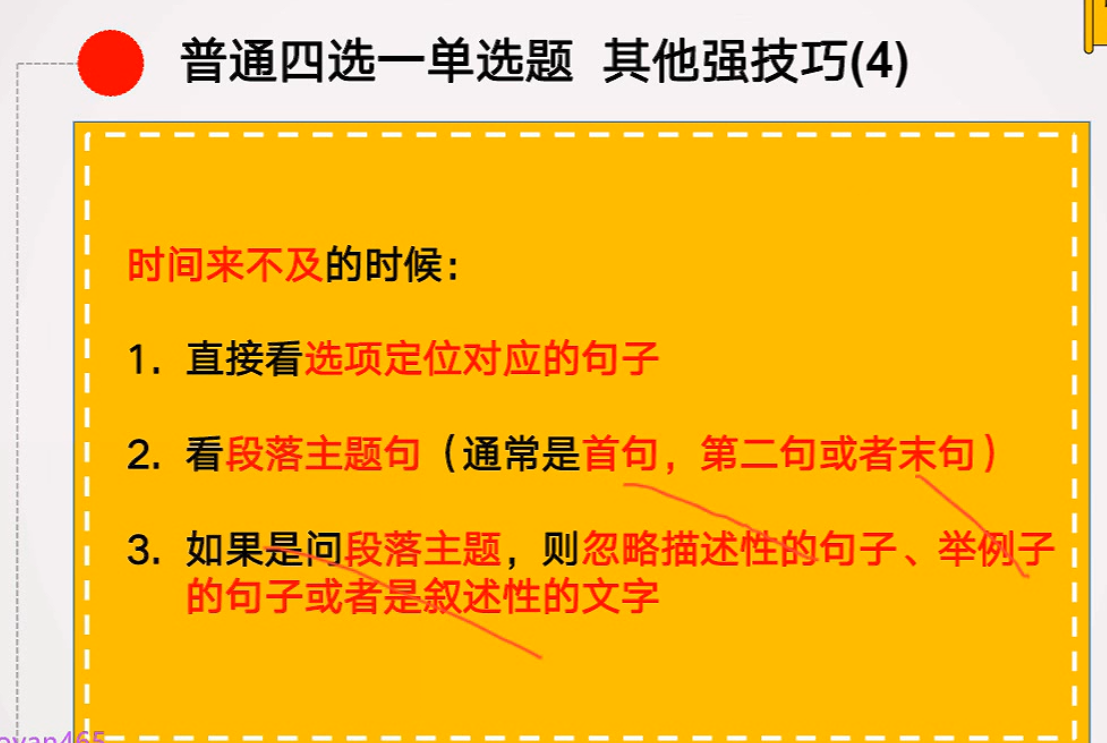 普通四选一单选题 其他强技巧(4)
时间来不及的时候：
1. 直接看选项定位对应的句子
2. 看段落主题句（通常是首句，第二句或者末句）
3. 如果是问段落主题，则忽略描述性的句子、举例子
的句子或者是叙述性的文字